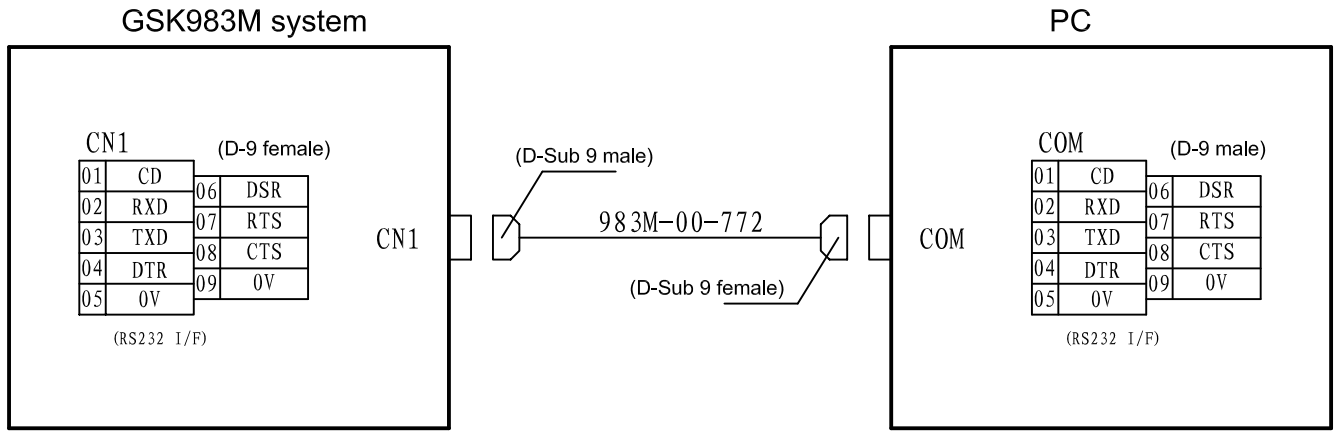 GSK983M system
PC
CN1
(D-9 female)
01 CD
02 RXD
03 TXD
04 DTR
05 0V
06 DSR
07 RTS
08 CTS
09 0V
(RS232 I/F)
CN1
(D-Sub 9 male)
983M-00-772
(D-Sub 9 female)
COM
COM
(D-9 male)
01 CD
02 RXD
03 TXD
04 DTR
05 0V
06 DSR
07 RTS
08 CTS
09 0V
(RS232 I/F)